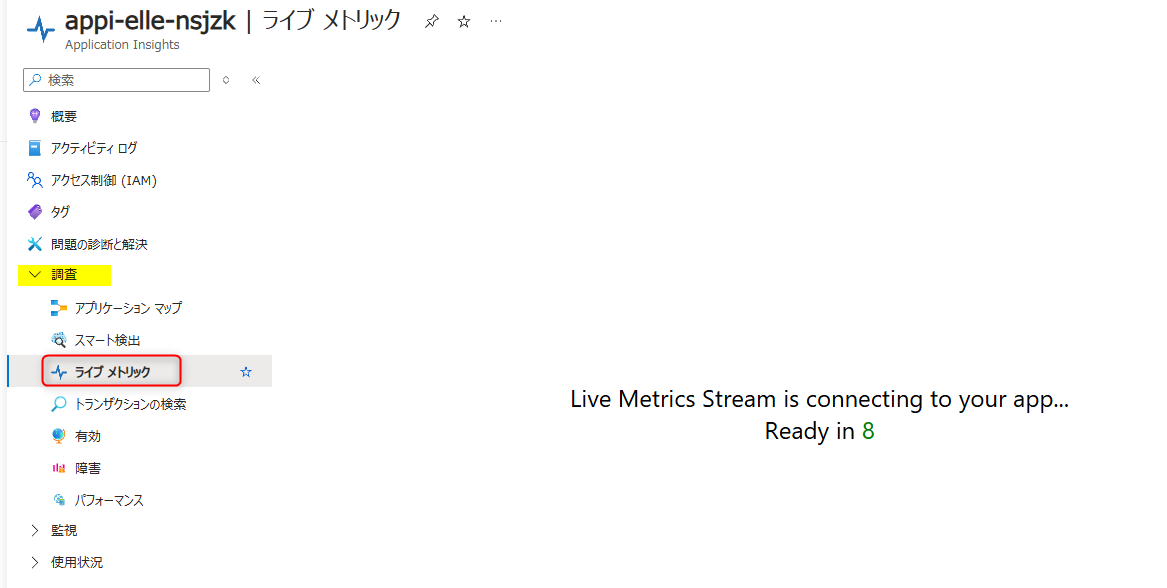 appi-elle-nsjzk | ライブ メトリック
Application Insights
検索
概要
アクティビティ ログ
アクセス制御 (IAM)
タグ
問題の診断と解決
調査
アプリケーション マップ
スマート検出
ライブ メトリック
トランザクションの検索
有効
障害
パフォーマンス
監視
使用状況
Live Metrics Stream is connecting to your app...
Ready in 8